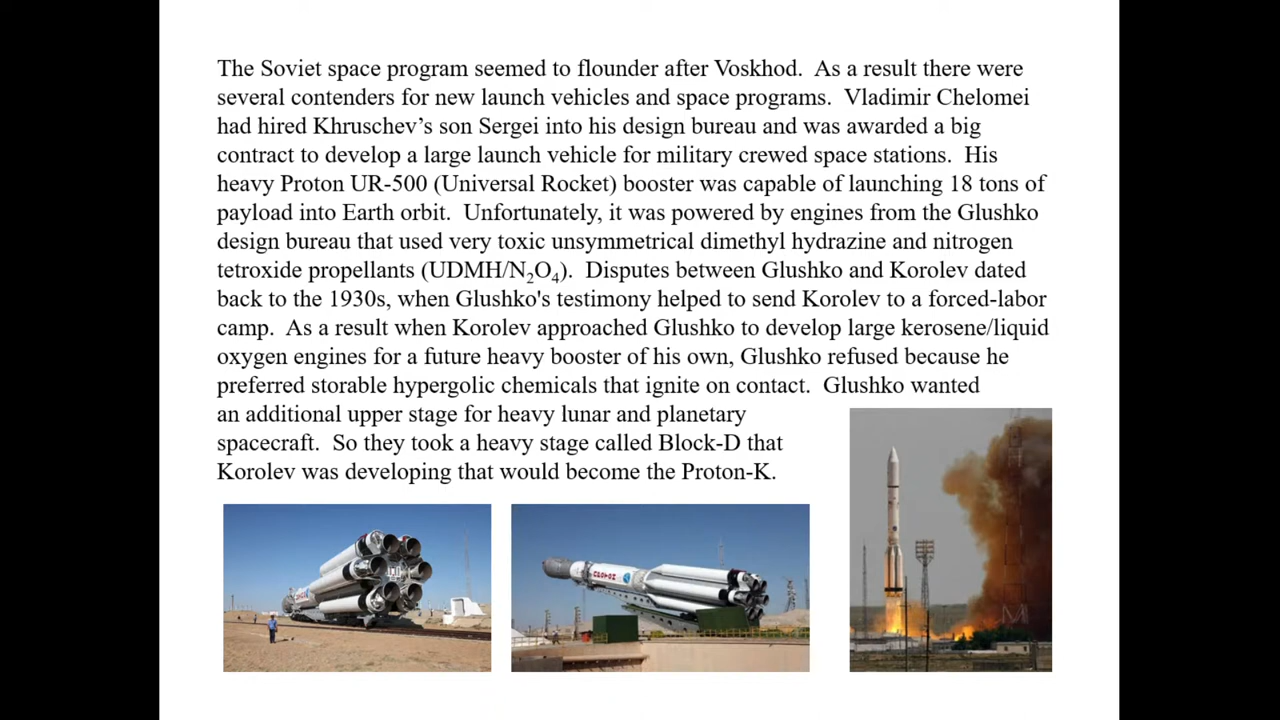 The Soviet space program seemed to flounder after Voskhod.  As a result there were
several contenders for new launch vehicles and space programs.  Vladimir Chelomei
had hired Khruschev’s son Sergei into his design bureau and was awarded a big
contract to develop a large launch vehicle for military crewed space stations.  His
heavy Proton UR-500 (Universal Rocket) booster was capable of launching 18 tons of
payload into Earth orbit.  Unfortunately, it was powered by engines from the Glushko
design bureau that used very toxic unsymmetrical dimethyl hydrazine and nitrogen
tetroxide propellants (UDMH/N₂O₄).  Disputes between Glushko and Korolev dated
back to the 1930s, when Glushko's testimony helped to send Korolev to a forced-labor
camp.  As a result when Korolev approached Glushko to develop large kerosene/liquid
oxygen engines for a future heavy booster of his own, Glushko refused because he
preferred storable hypergolic chemicals that ignite on contact.  Glushko wanted
an additional upper stage for heavy lunar and planetary
spacecraft.  So they took a heavy stage called Block-D that
Korolev was developing that would become the Proton-K.